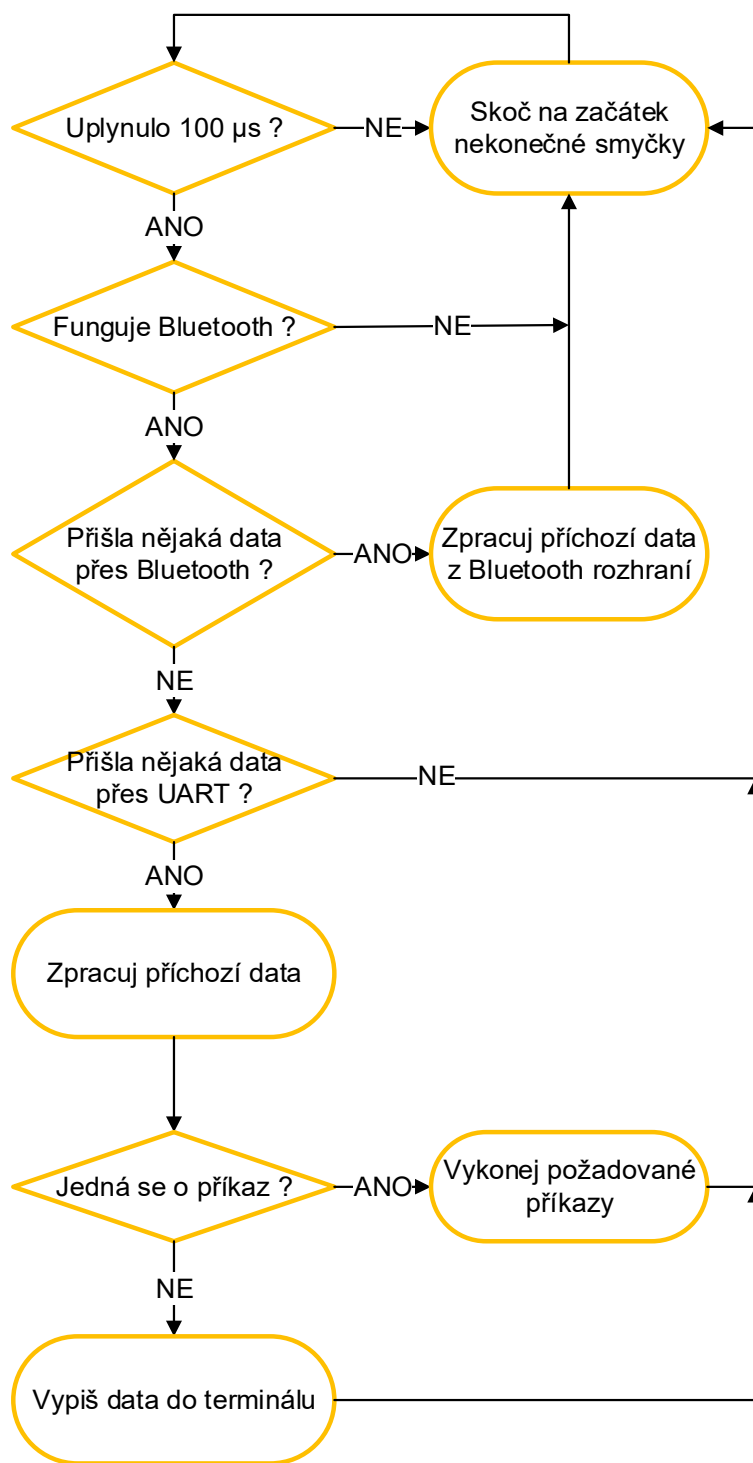 Uplynulo 100 µs ?
NE
Skoč na začátek
nekonečné smyčky
ANO
Funguje Bluetooth ?
NE
ANO
Přišla nějaká data
přes Bluetooth ?
ANO
Zpracuj příchozí data
z Bluetooth rozhraní
NE
Přišla nějaká data
přes UART ?
NE
ANO
Zpracuj příchozí data
Jedná se o příkaz ?
ANO
Vykonej požadované
příkazy
NE
Vypiš data do terminálu